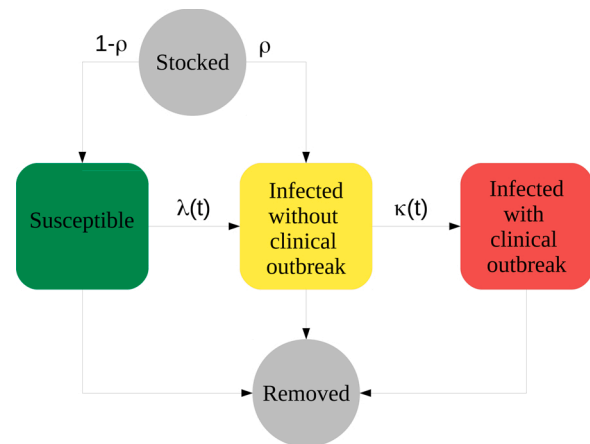 1-ρ
Stocked
ρ
Susceptible
λ(t)
Infected
without
clinical
outbreak
κ(t)
Infected
with
clinical
outbreak
Removed